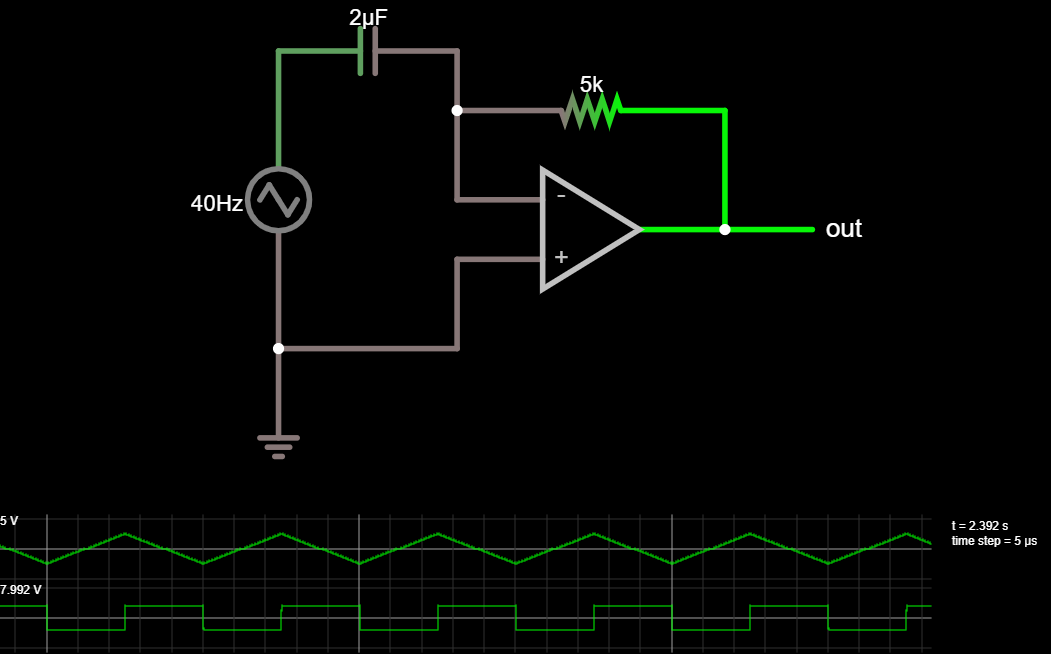 2µF
5k
40Hz
-
+
out
5 V
t = 2.392 s
time step = 5 µs
7.992 V